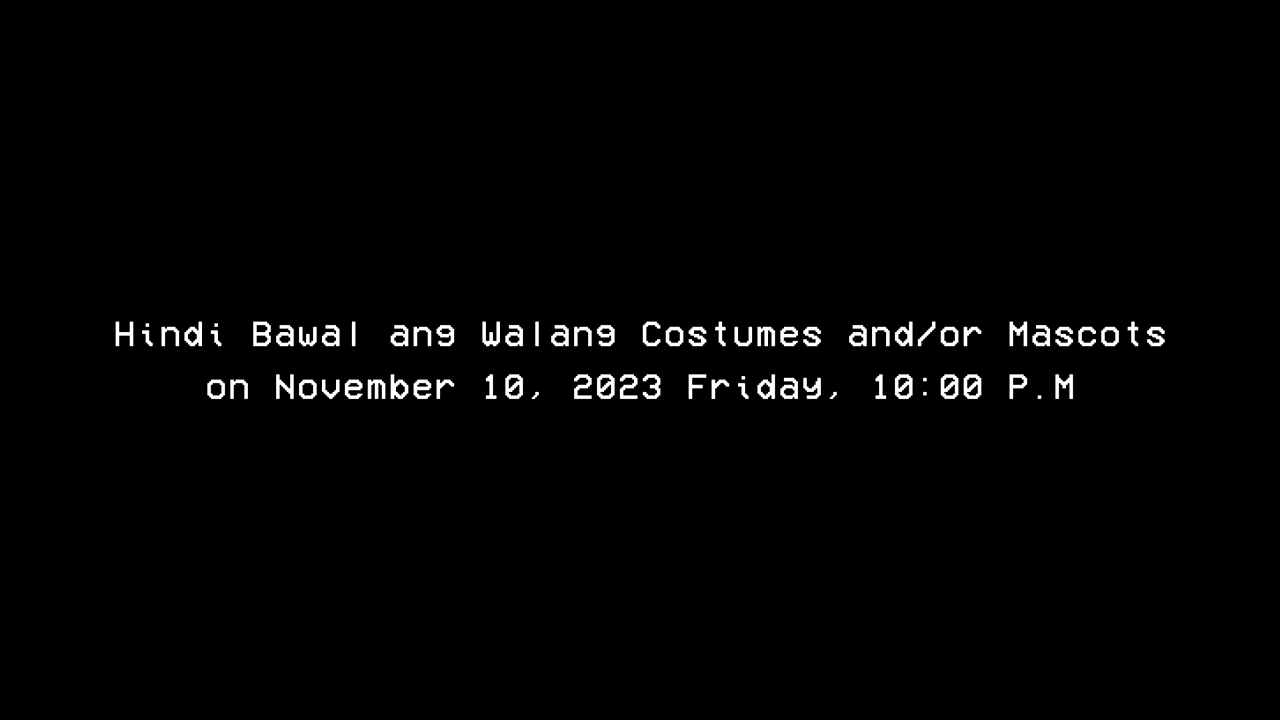 Hindi Bawal ang Walang Costumes and/or Mascots
on November 10, 2023 Friday, 10:00 P.M